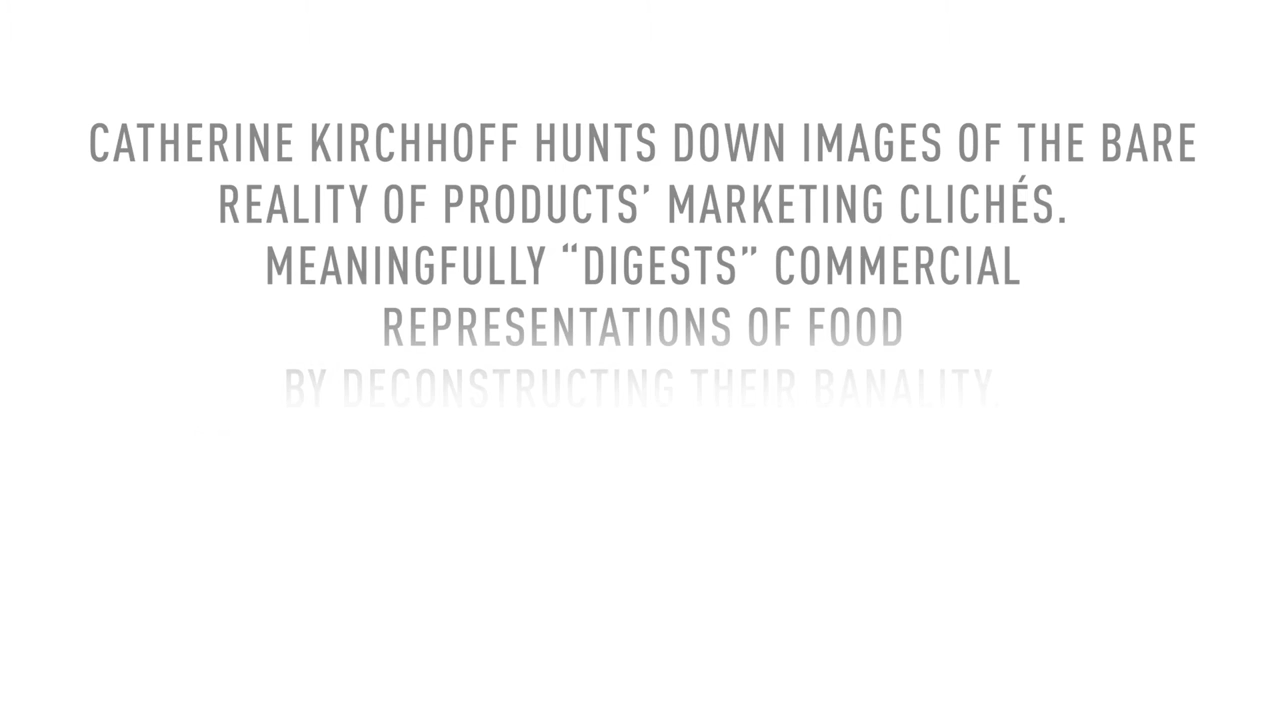 CATHERINE KIRCHHOFF HUNTS DOWN IMAGES OF THE BARE
REALITY OF PRODUCTS’ MARKETING CLICHÉS.
MEANINGFULLY “DIGESTS” COMMERCIAL
REPRESENTATIONS OF FOOD
BY DECONSTRUCTING THEIR BANALITY.